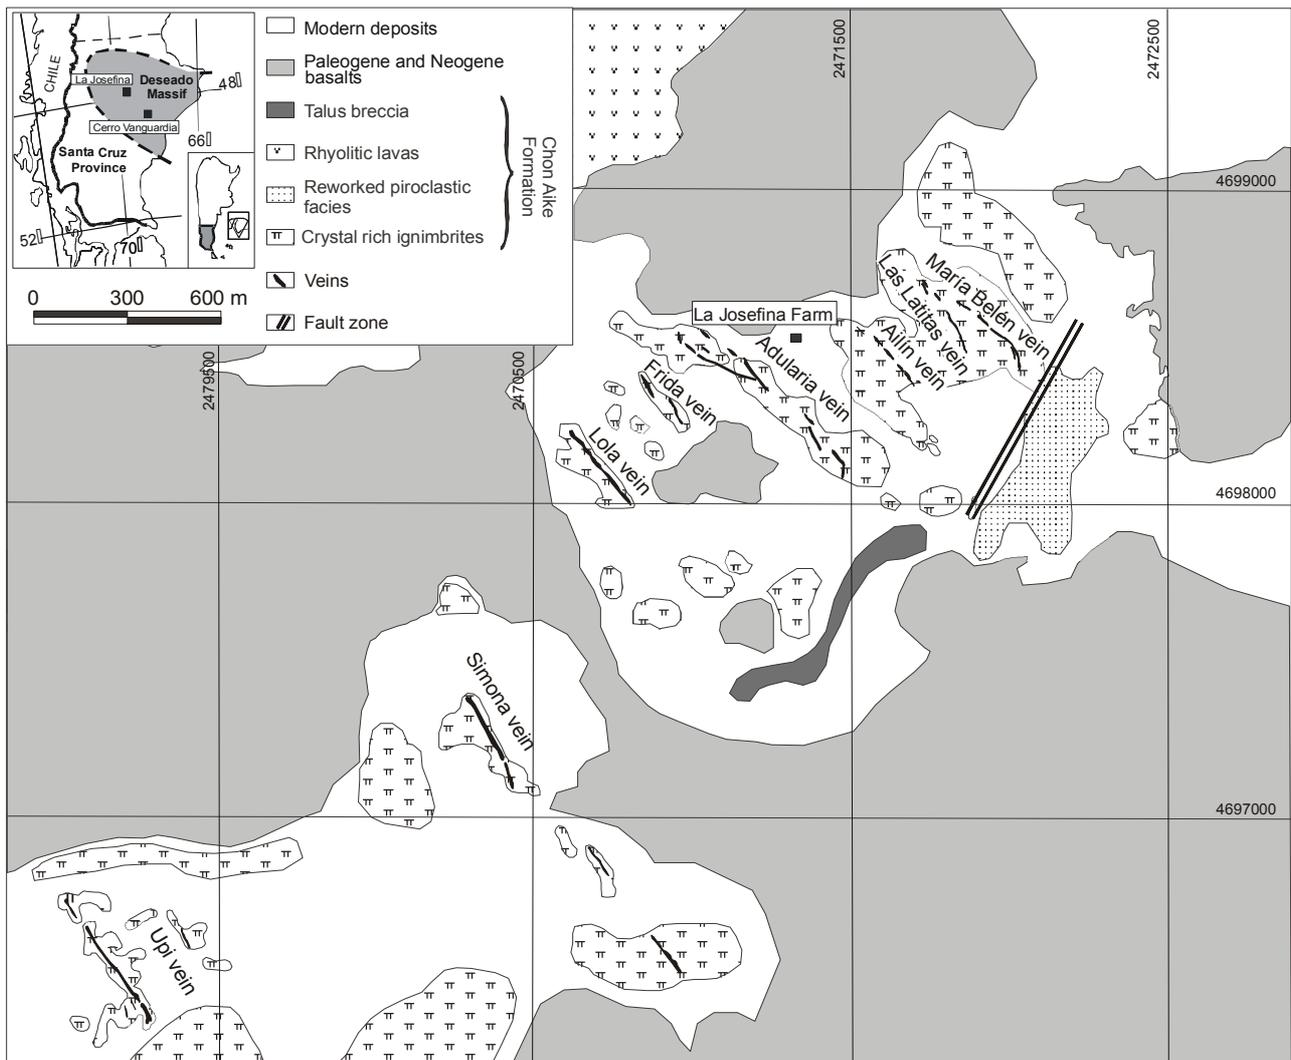 CHILE
La Josefina
Deseado
Massif
48▯
Cerro Vanguardia
66▯
Santa Cruz
Province
52▯
70▯
0 300 600 m
Modern deposits
Paleogene and Neogene
basalts
Talus breccia
Rhyolitic lavas
Reworked piroclastic
facies
Crystal rich ignimbrites
Chon Aike
Formation
Veins
Fault zone
2471500
2472500
4699000
María Belén vein
Las Latitas vein
La Josefina Farm
Ailín vein
Adularia vein
2479500
2470500
Frida vein
Lola vein
4698000
Simona vein
4697000
Upi vein